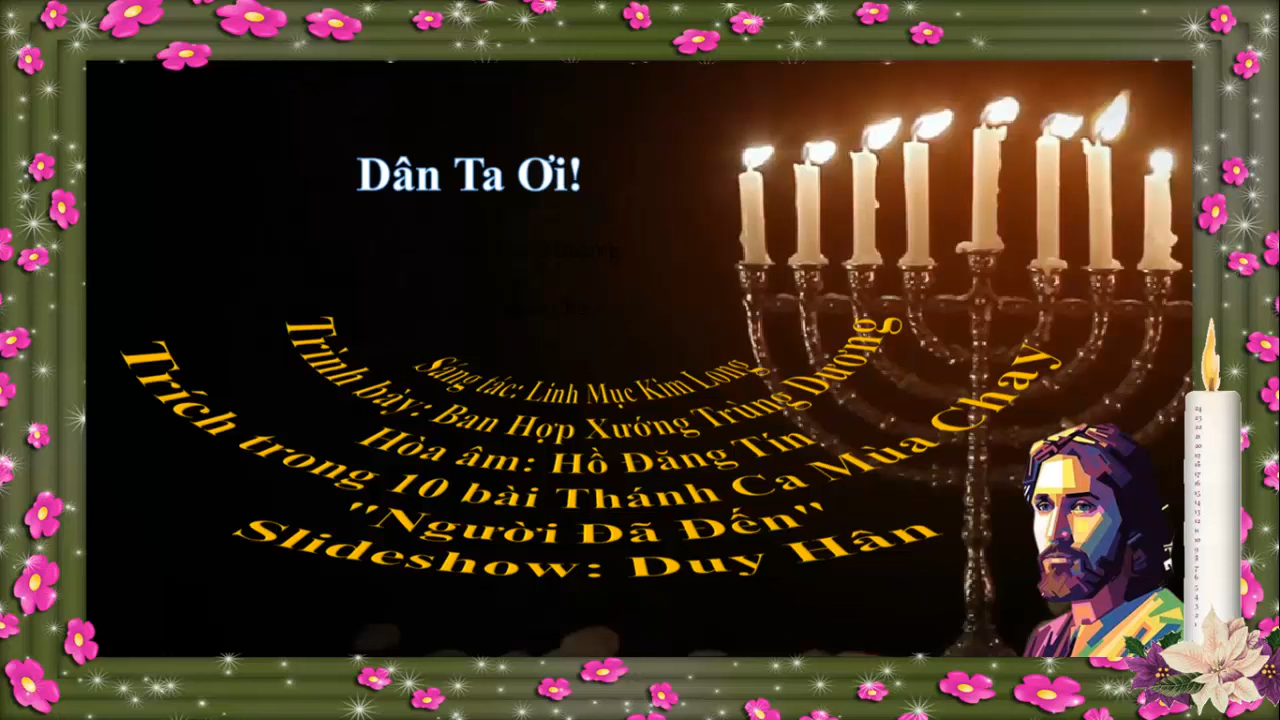 Dân Ta Ơi!
Sáng tác: Linh Mục Kim Long
Trình bày: Ban Hợp Xướng Trùng Dương
Hòa âm: Hồ Đăng Tín
Trích trong 10 bài Thánh Ca Mùa Chay
"Người Đã Đến"
Slideshow: Duy Hân